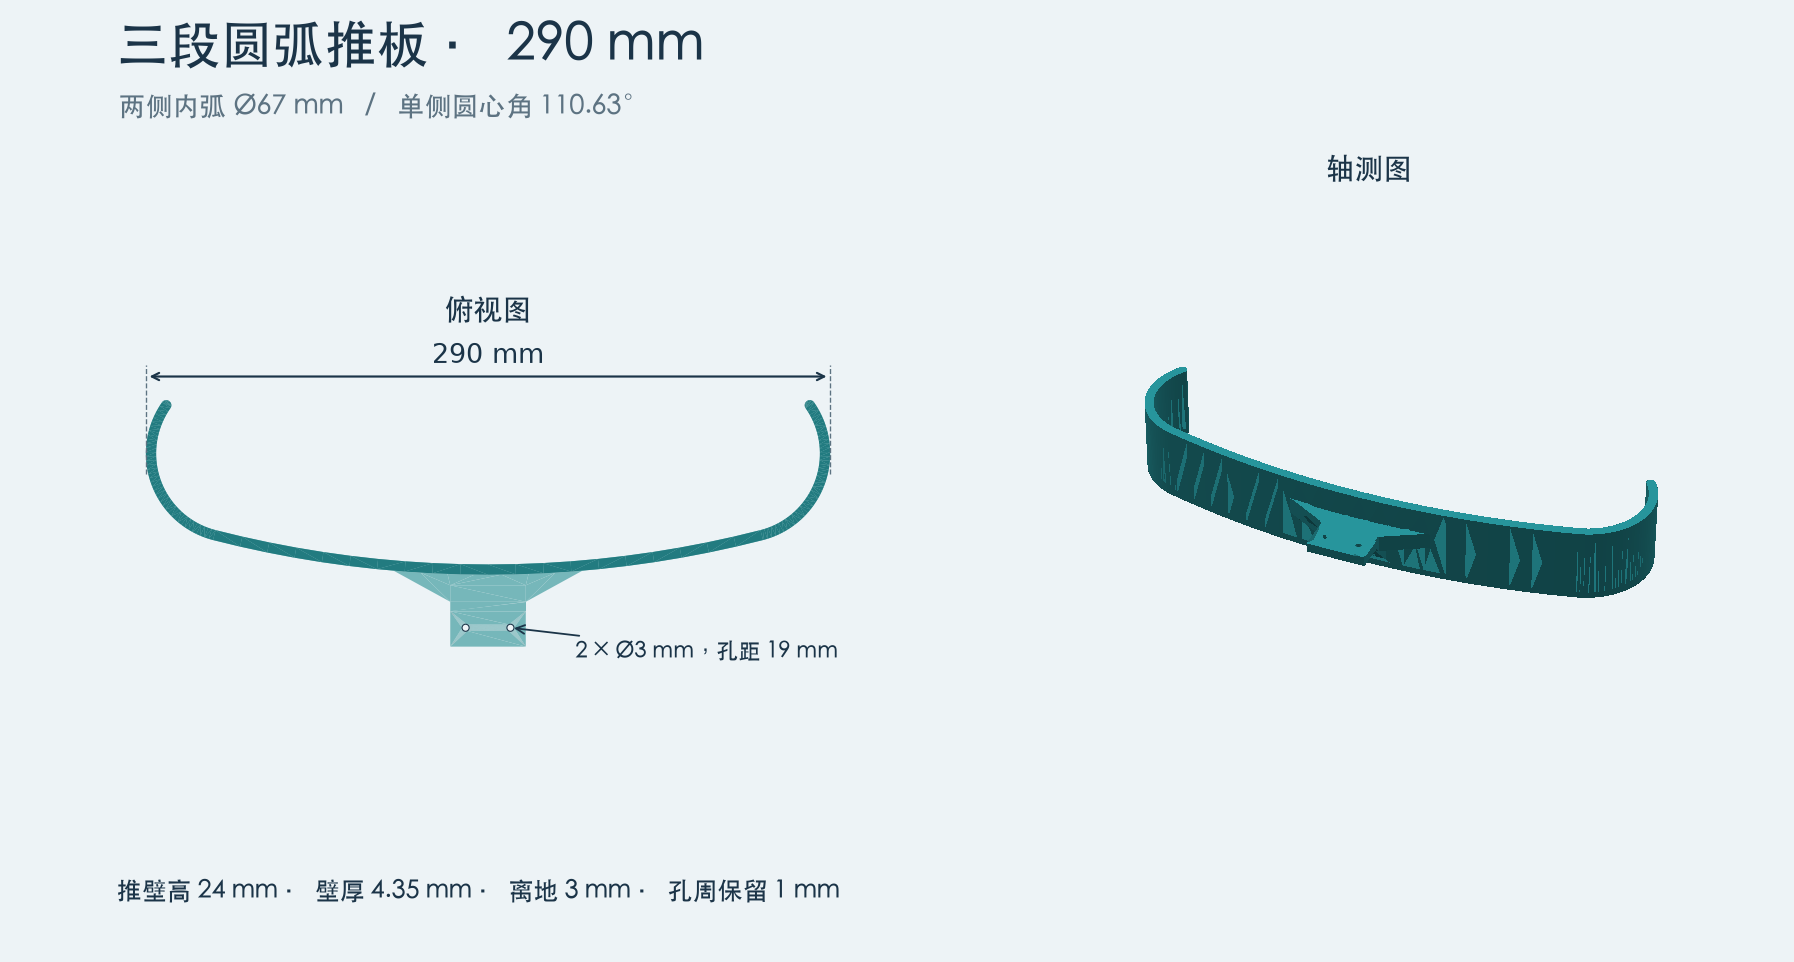 三段圆弧推板 · 290 mm
两侧内弧 Ø67 mm / 单侧圆心角 110.63°
轴测图
俯视图
290 mm
2 × Ø3 mm，孔距 19 mm
推壁高 24 mm · 壁厚 4.35 mm · 离地 3 mm · 孔周保留 1 mm